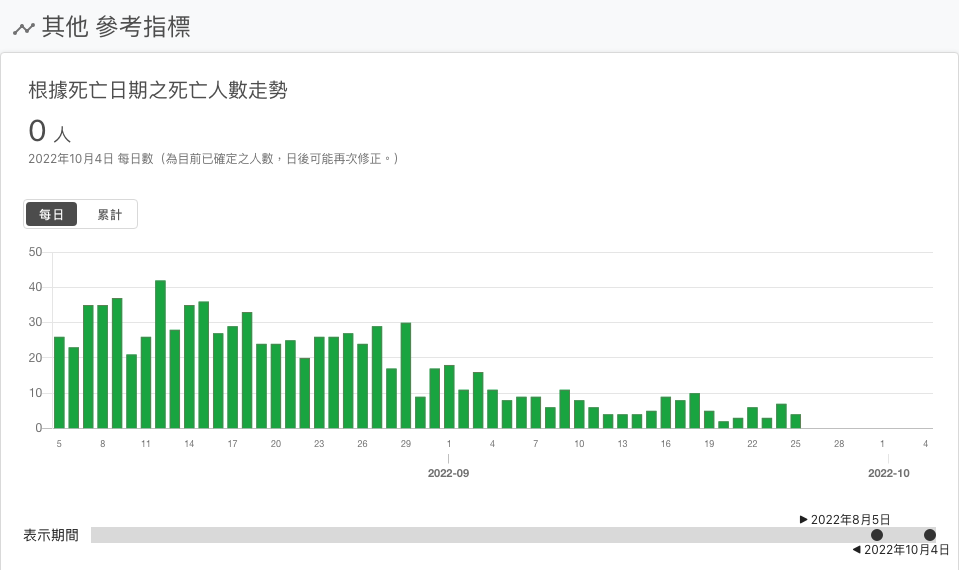 其他 參考指標
根據死亡日期之死亡人數走勢
0 人
2022年10月4日 每日數（為目前已確定之人數，日後可能再次修正。）
每日 累計
50
40
30
20
10
0
5 8 11 14 17 20 23 26 29 1 4 7 10 13 16 19 22 25 28 1 4
2022-09 2022-10
▶ 2022年8月5日
表示期間
◀ 2022年10月4日